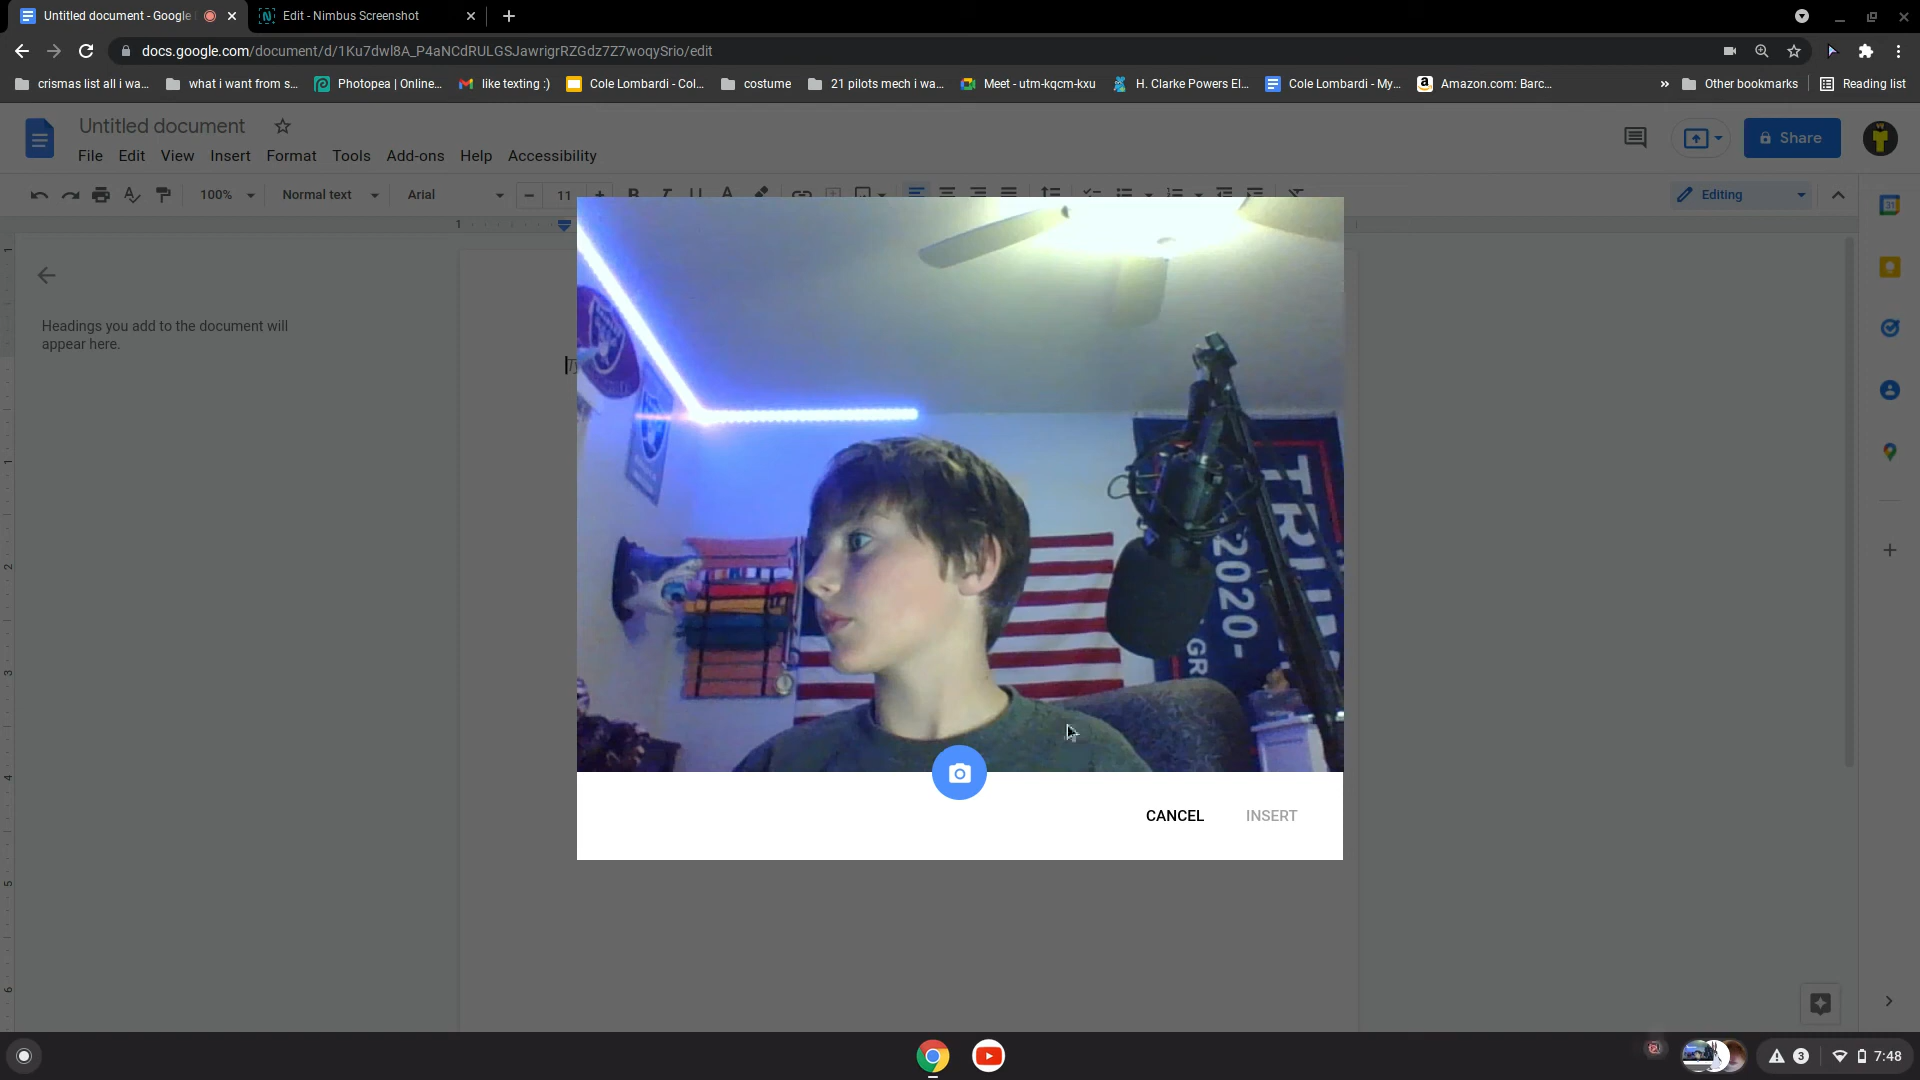 Untitled document - Google
Edit - Nimbus Screenshot
docs.google.com/document/d/1Ku7dwl8A_P4aNCdRULGSJawrigrRZGdz7Z7woqySrio/edit
crismas list all i wa...
what i want from s...
Photopea | Online...
like texting :)
Cole Lombardi - Col...
costume
21 pilots mech i wa...
Meet - utm-kqcm-kxu
H. Clarke Powers El...
Cole Lombardi - My...
Amazon.com: Barc...
Other bookmarks
Reading list
Untitled document
Share
File Edit View Insert Format Tools Add-ons Help Accessibility
100% Normal text Arial 11 Editing
Headings you add to the document will
appear here.
TRUMP
2020-
CANCEL INSERT
3 7:48